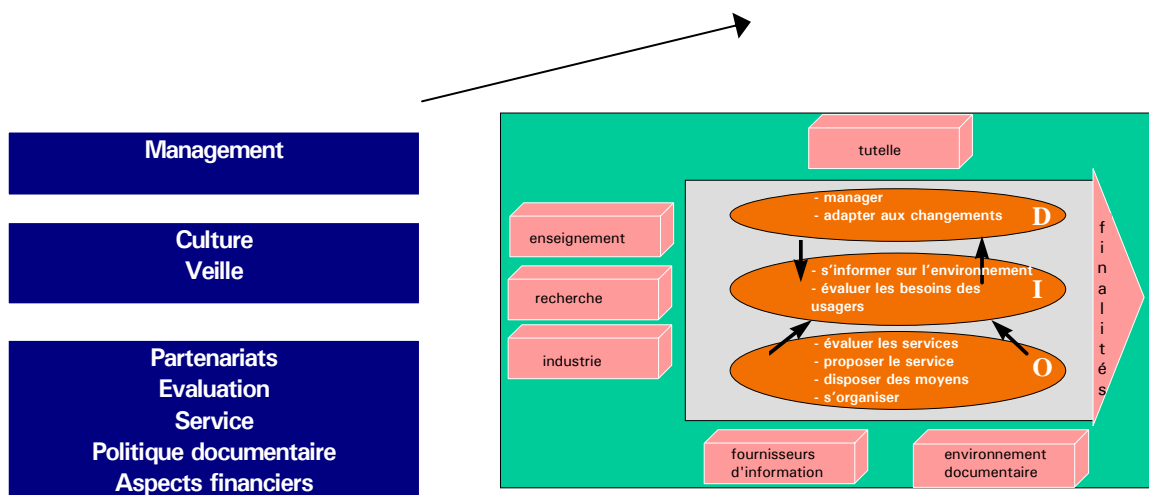 Management
Culture
Veille
Partenariats
Evaluation
Service
Politique documentaire
Aspects financiers
tutelle
enseignement
recherche
industrie
- manager
- adapter aux changements
D
- s'informer sur l'environnement
- évaluer les besoins des
usagers
I
- évaluer les services
- proposer le service
- disposer des moyens
- s'organiser
O
finalités
fournisseurs
d'information
environnement
documentaire